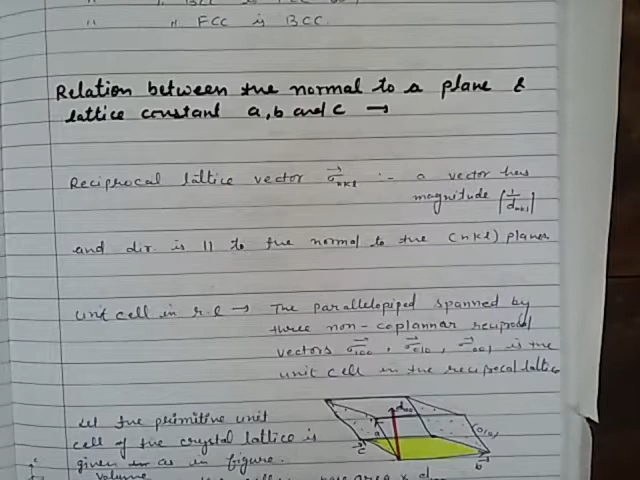 " " FCC is BCC.
Relation between the normal to a plane &
lattice constant a, b and c →
Reciprocal lattice vector σ⃗hkl :- a vector has
magnitude |1/dhkl|
and dir. is || to the normal to the (hkl) planes
Unit cell in r.l → The parallelopiped spanned by
three non-coplannar reciprocal
vectors σ⃗100, σ⃗010, σ⃗001 is the
unit cell in the reciprocal lattice
Let the primitive unit
cell of the crystal lattice is
given as in figure.
d100
(010)
c⃗
b⃗
volume
area × d